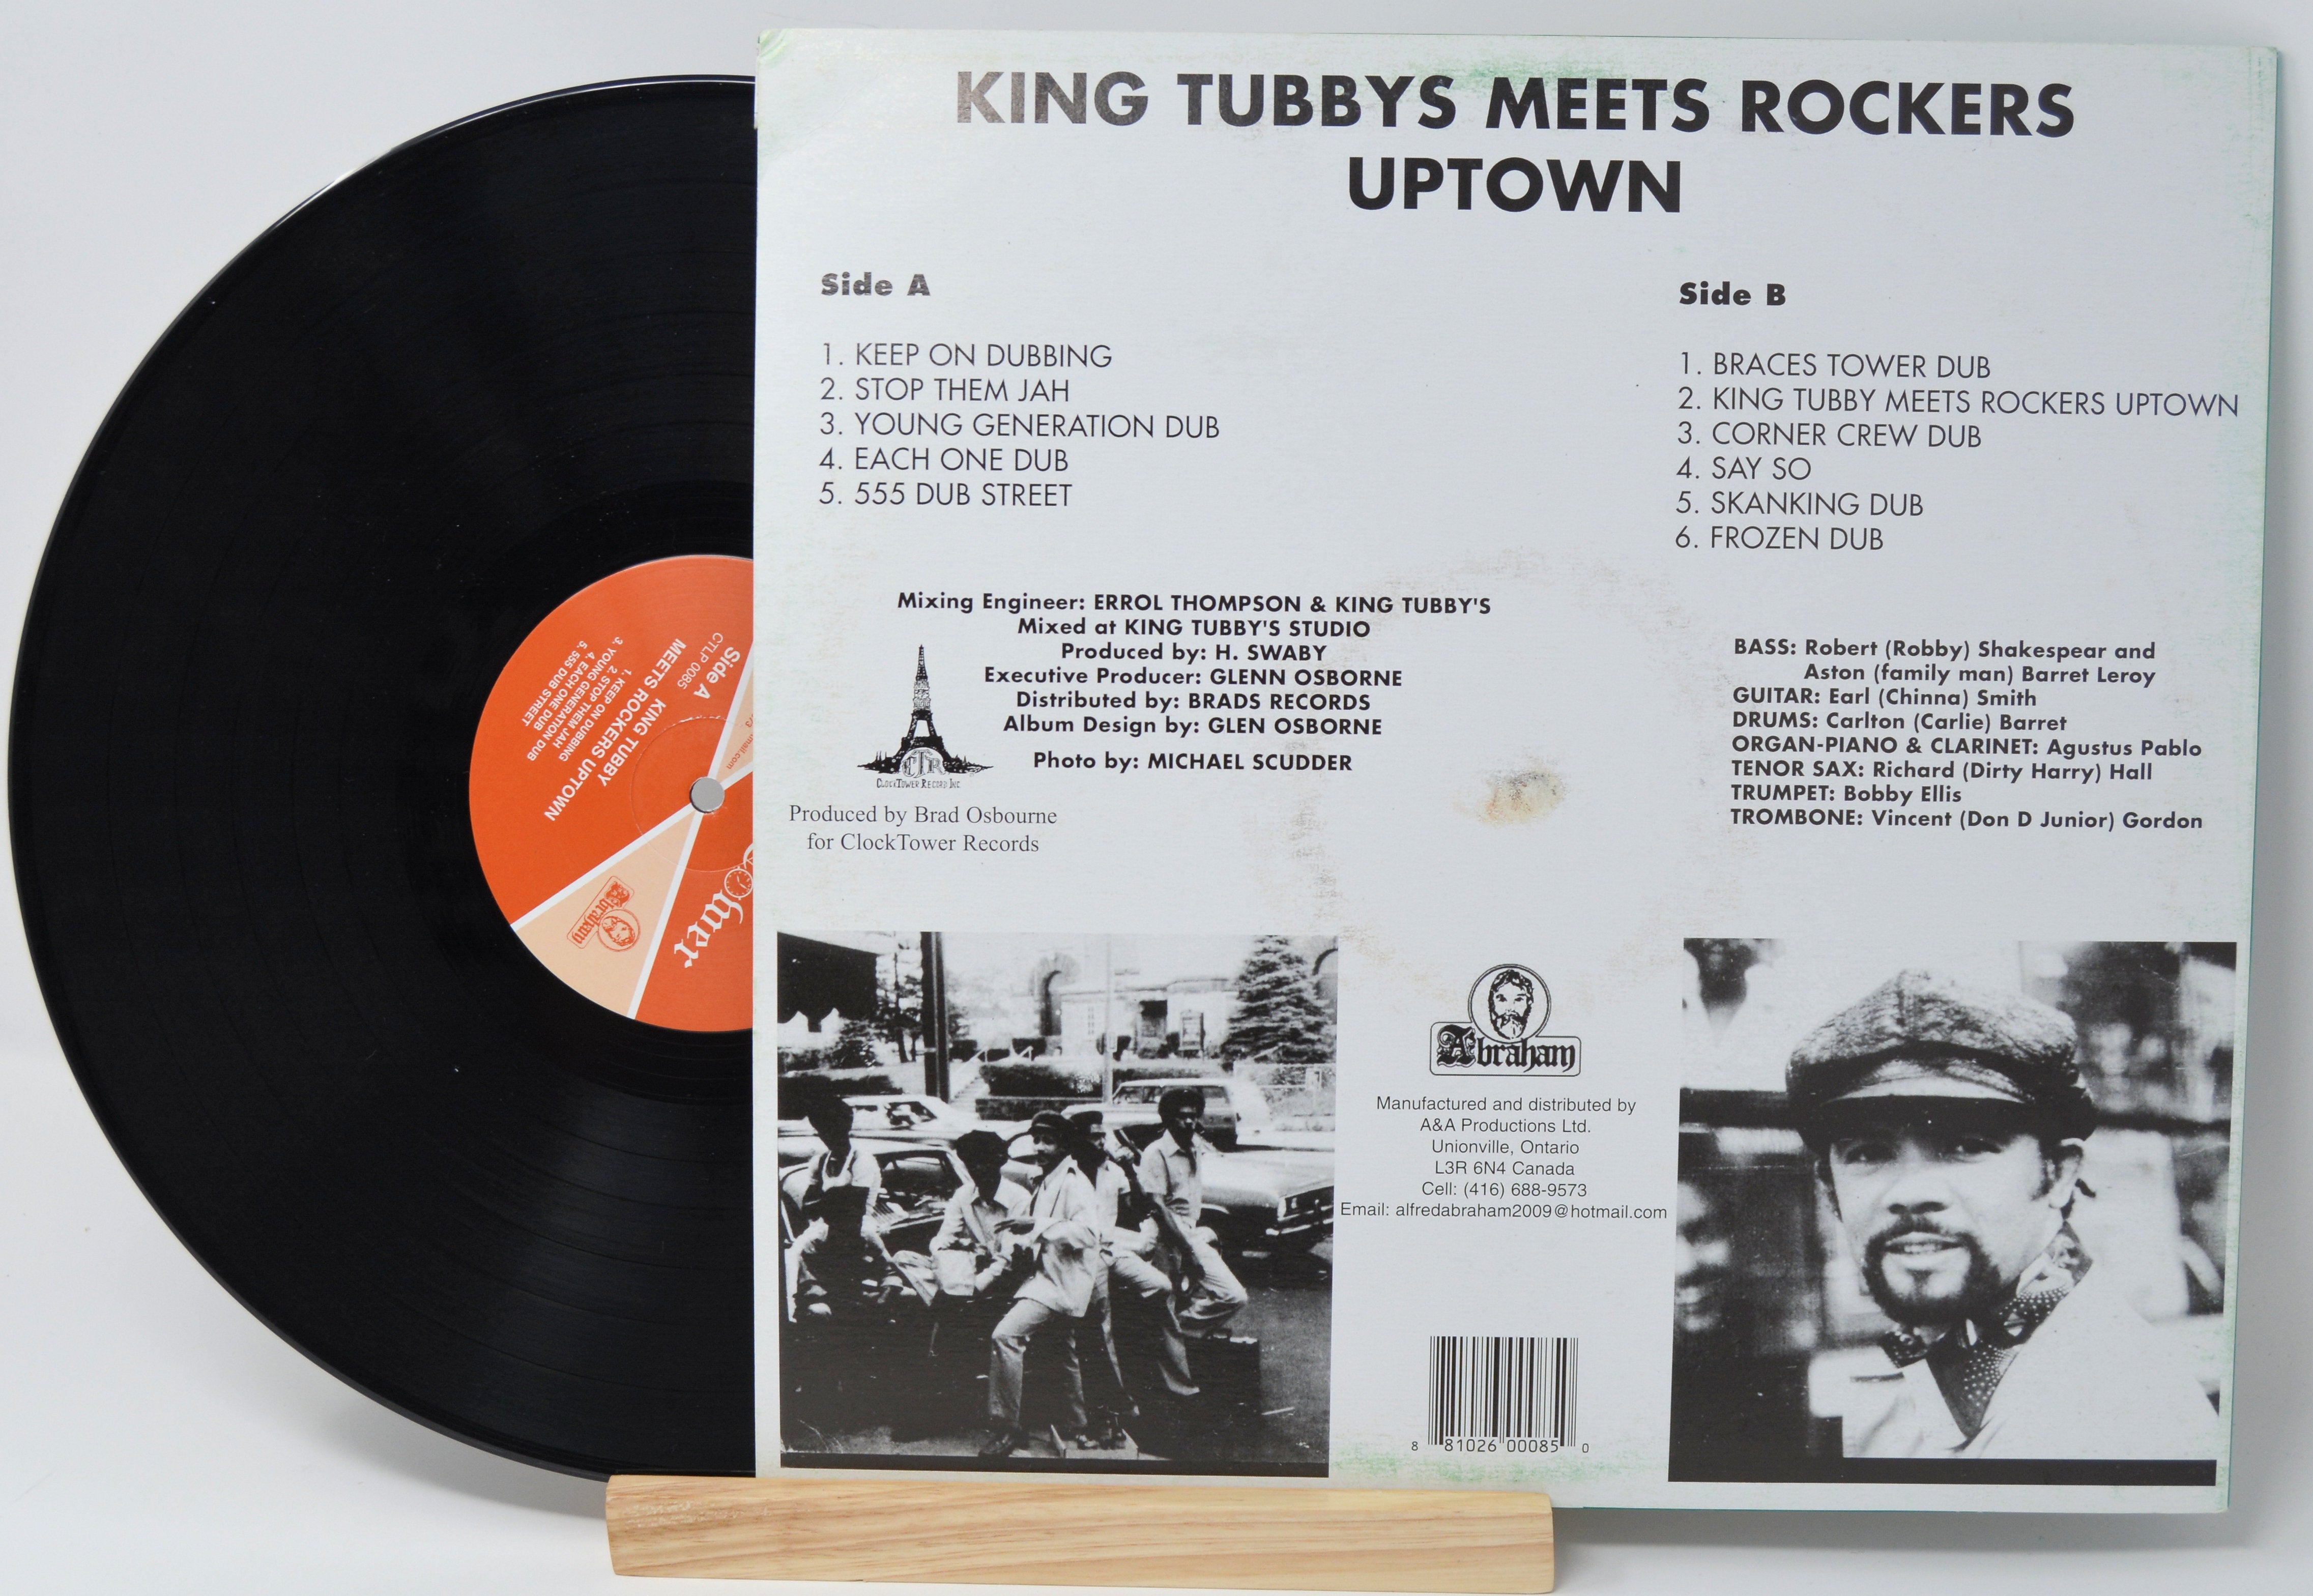 KING TUBBYS MEETS ROCKERS
UPTOWN
Side A
1. KEEP ON DUBBING
2. STOP THEM JAH
3. YOUNG GENERATION DUB
4. EACH ONE DUB
5. 555 DUB STREET
Side B
1. BRACES TOWER DUB
2. KING TUBBY MEETS ROCKERS UPTOWN
3. CORNER CREW DUB
4. SAY SO
5. SKANKING DUB
6. FROZEN DUB
Mixing Engineer: ERROL THOMPSON & KING TUBBY'S
Mixed at KING TUBBY'S STUDIO
Produced by: H. SWABY
Executive Producer: GLENN OSBORNE
Distributed by: BRADS RECORDS
Album Design by: GLEN OSBORNE
Photo by: MICHAEL SCUDDER
CTR
CLOCKTOWER RECORD INC
Produced by Brad Osbourne
for ClockTower Records
BASS: Robert (Robby) Shakespear and
Aston (family man) Barret Leroy
GUITAR: Earl (Chinna) Smith
DRUMS: Carlton (Carlie) Barret
ORGAN-PIANO & CLARINET: Agustus Pablo
TENOR SAX: Richard (Dirty Harry) Hall
TRUMPET: Bobby Ellis
TROMBONE: Vincent (Don D Junior) Gordon
Abraham
Manufactured and distributed by
A&A Productions Ltd.
Unionville, Ontario
L3R 6N4 Canada
Cell: (416) 688-9573
Email: alfredabraham2009@hotmail.com
8 81026 00085 0
Side A
CTLP 0085
KING TUBBY
MEETS ROCKERS UPTOWN
1. KEEP ON DUBBING
2. STOP THEM JAH
3. YOUNG GENERATION DUB
4. EACH ONE DUB
5. 555 DUB STREET
Abraham